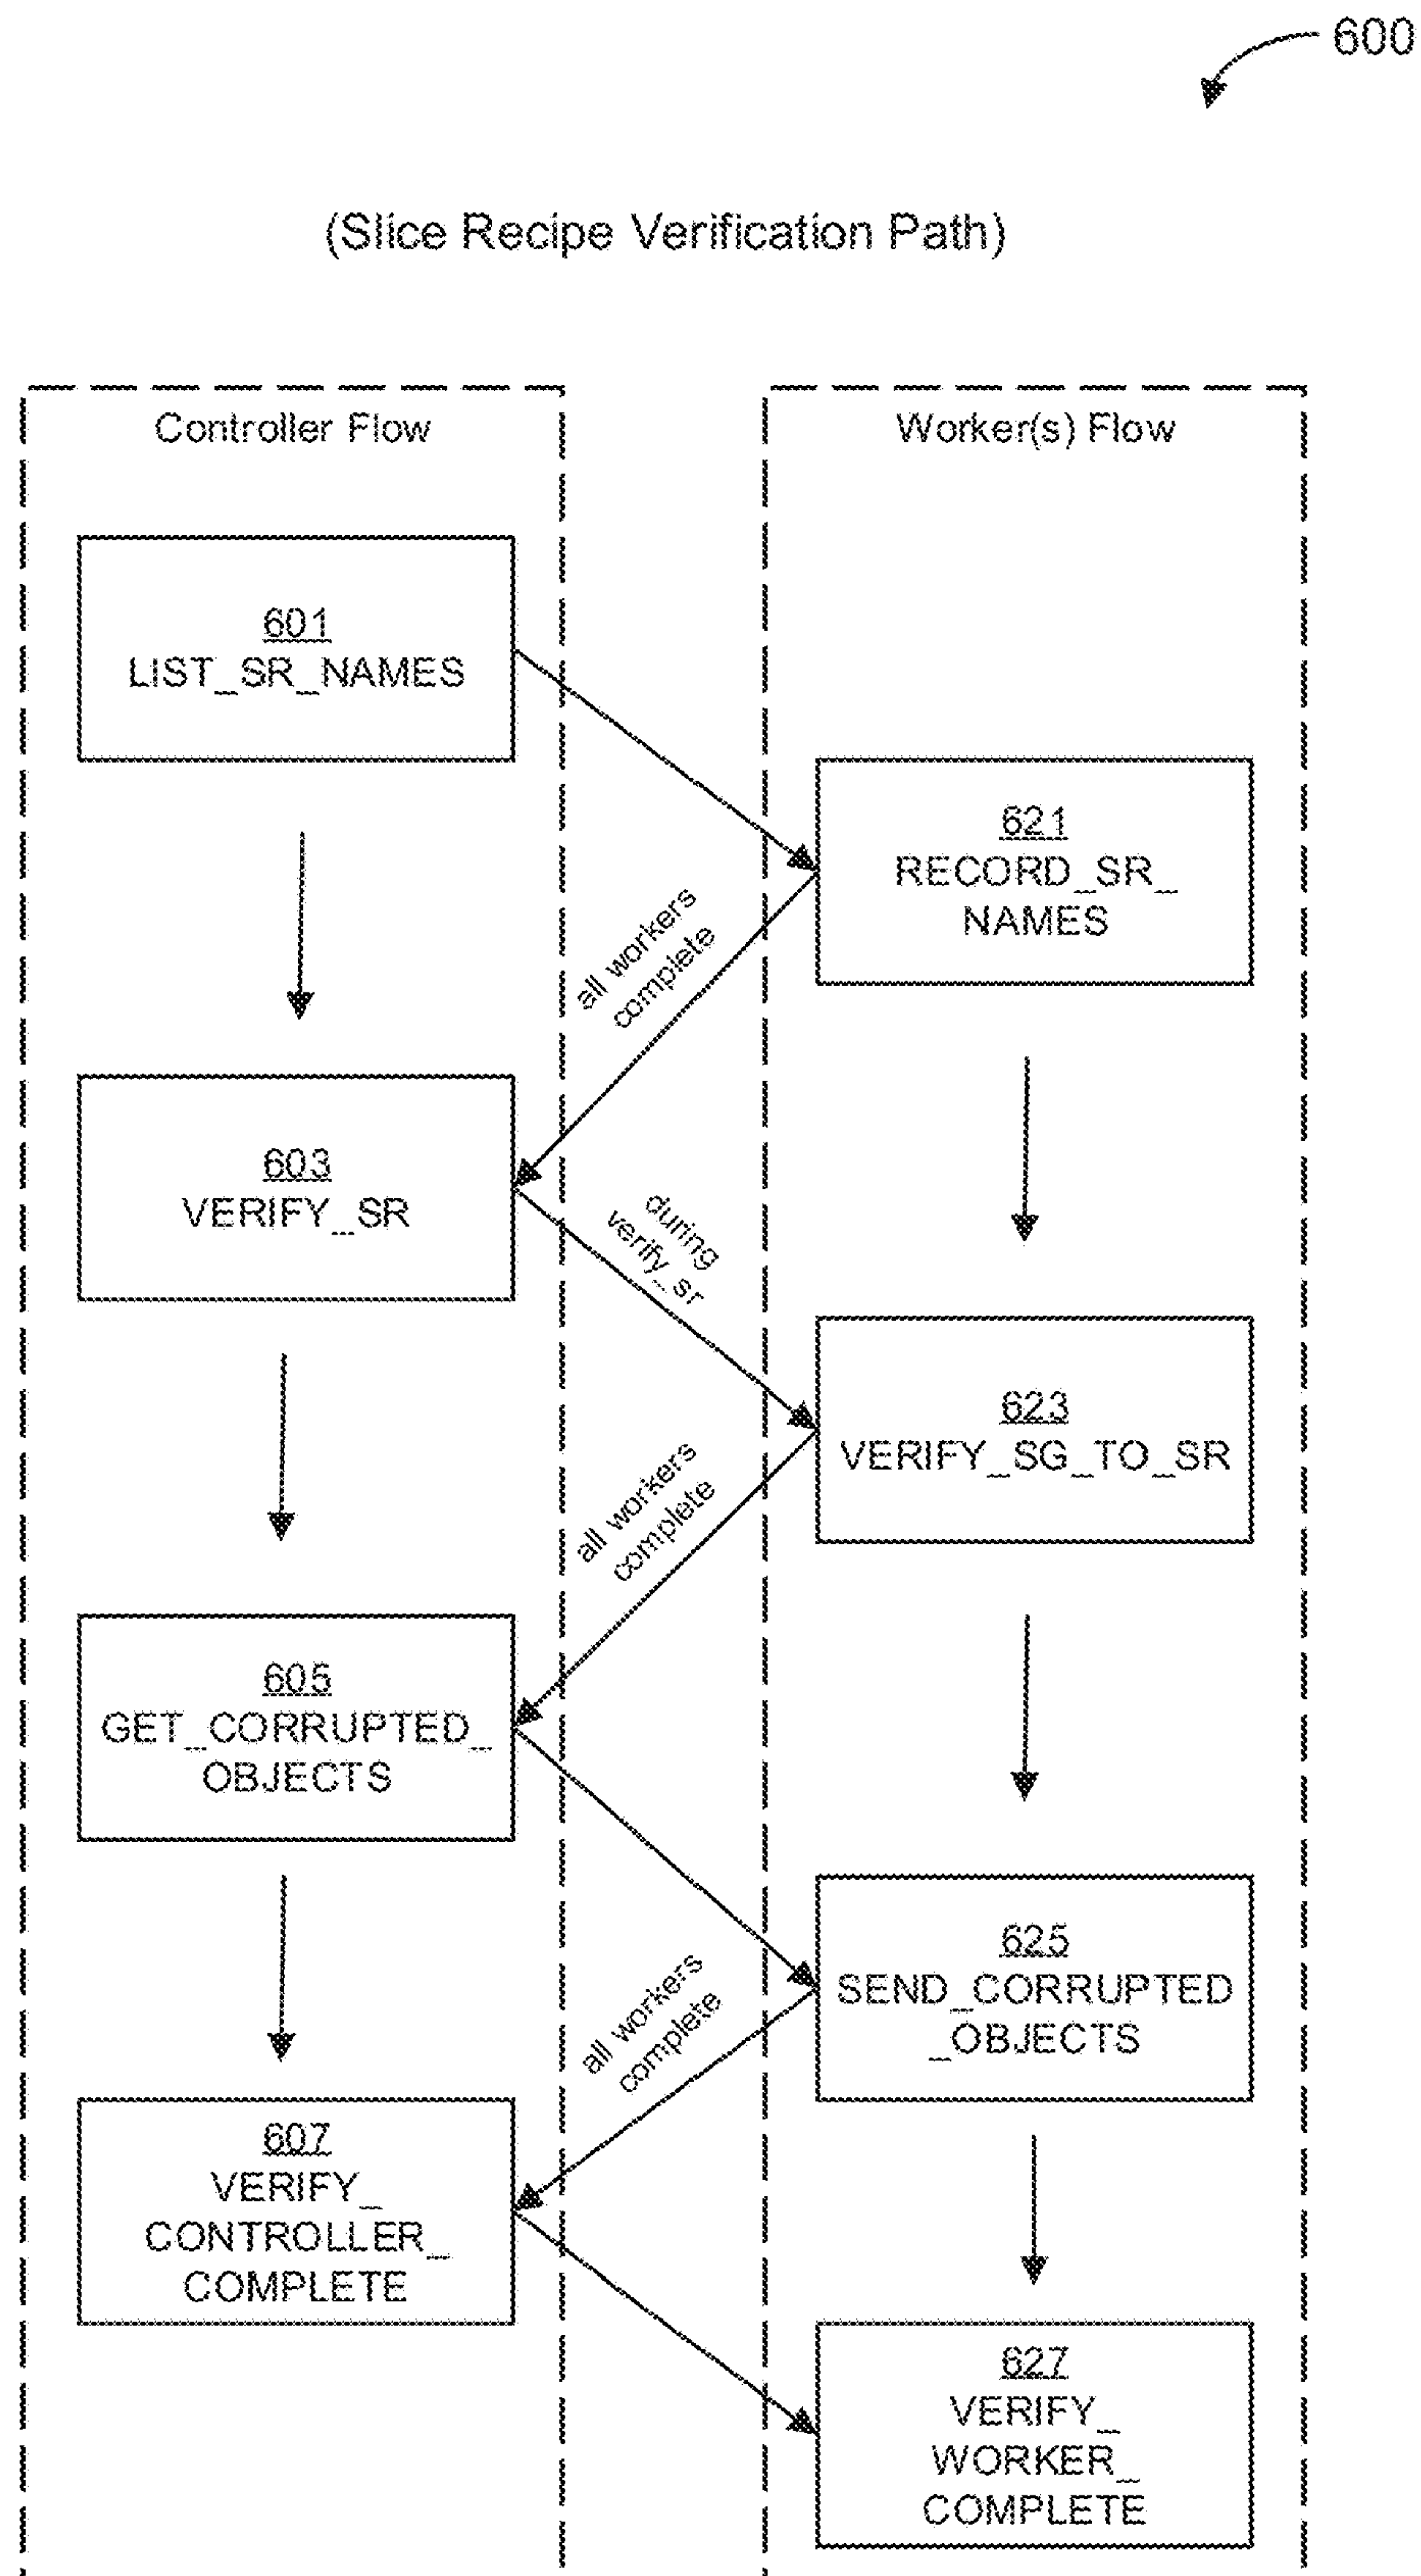 600
(Slice Recipe Verification Path)
Controller Flow
Worker(s) Flow
601
LIST_SR_NAMES
621
RECORD_SR_
NAMES
all workers
complete
603
VERIFY_SR
during
verify_sr
623
VERIFY_SG_TO_SR
all workers
complete
605
GET_CORRUPTED_
OBJECTS
625
SEND_CORRUPTED
_OBJECTS
all workers
complete
607
VERIFY_
CONTROLLER_
COMPLETE
627
VERIFY_
WORKER_
COMPLETE